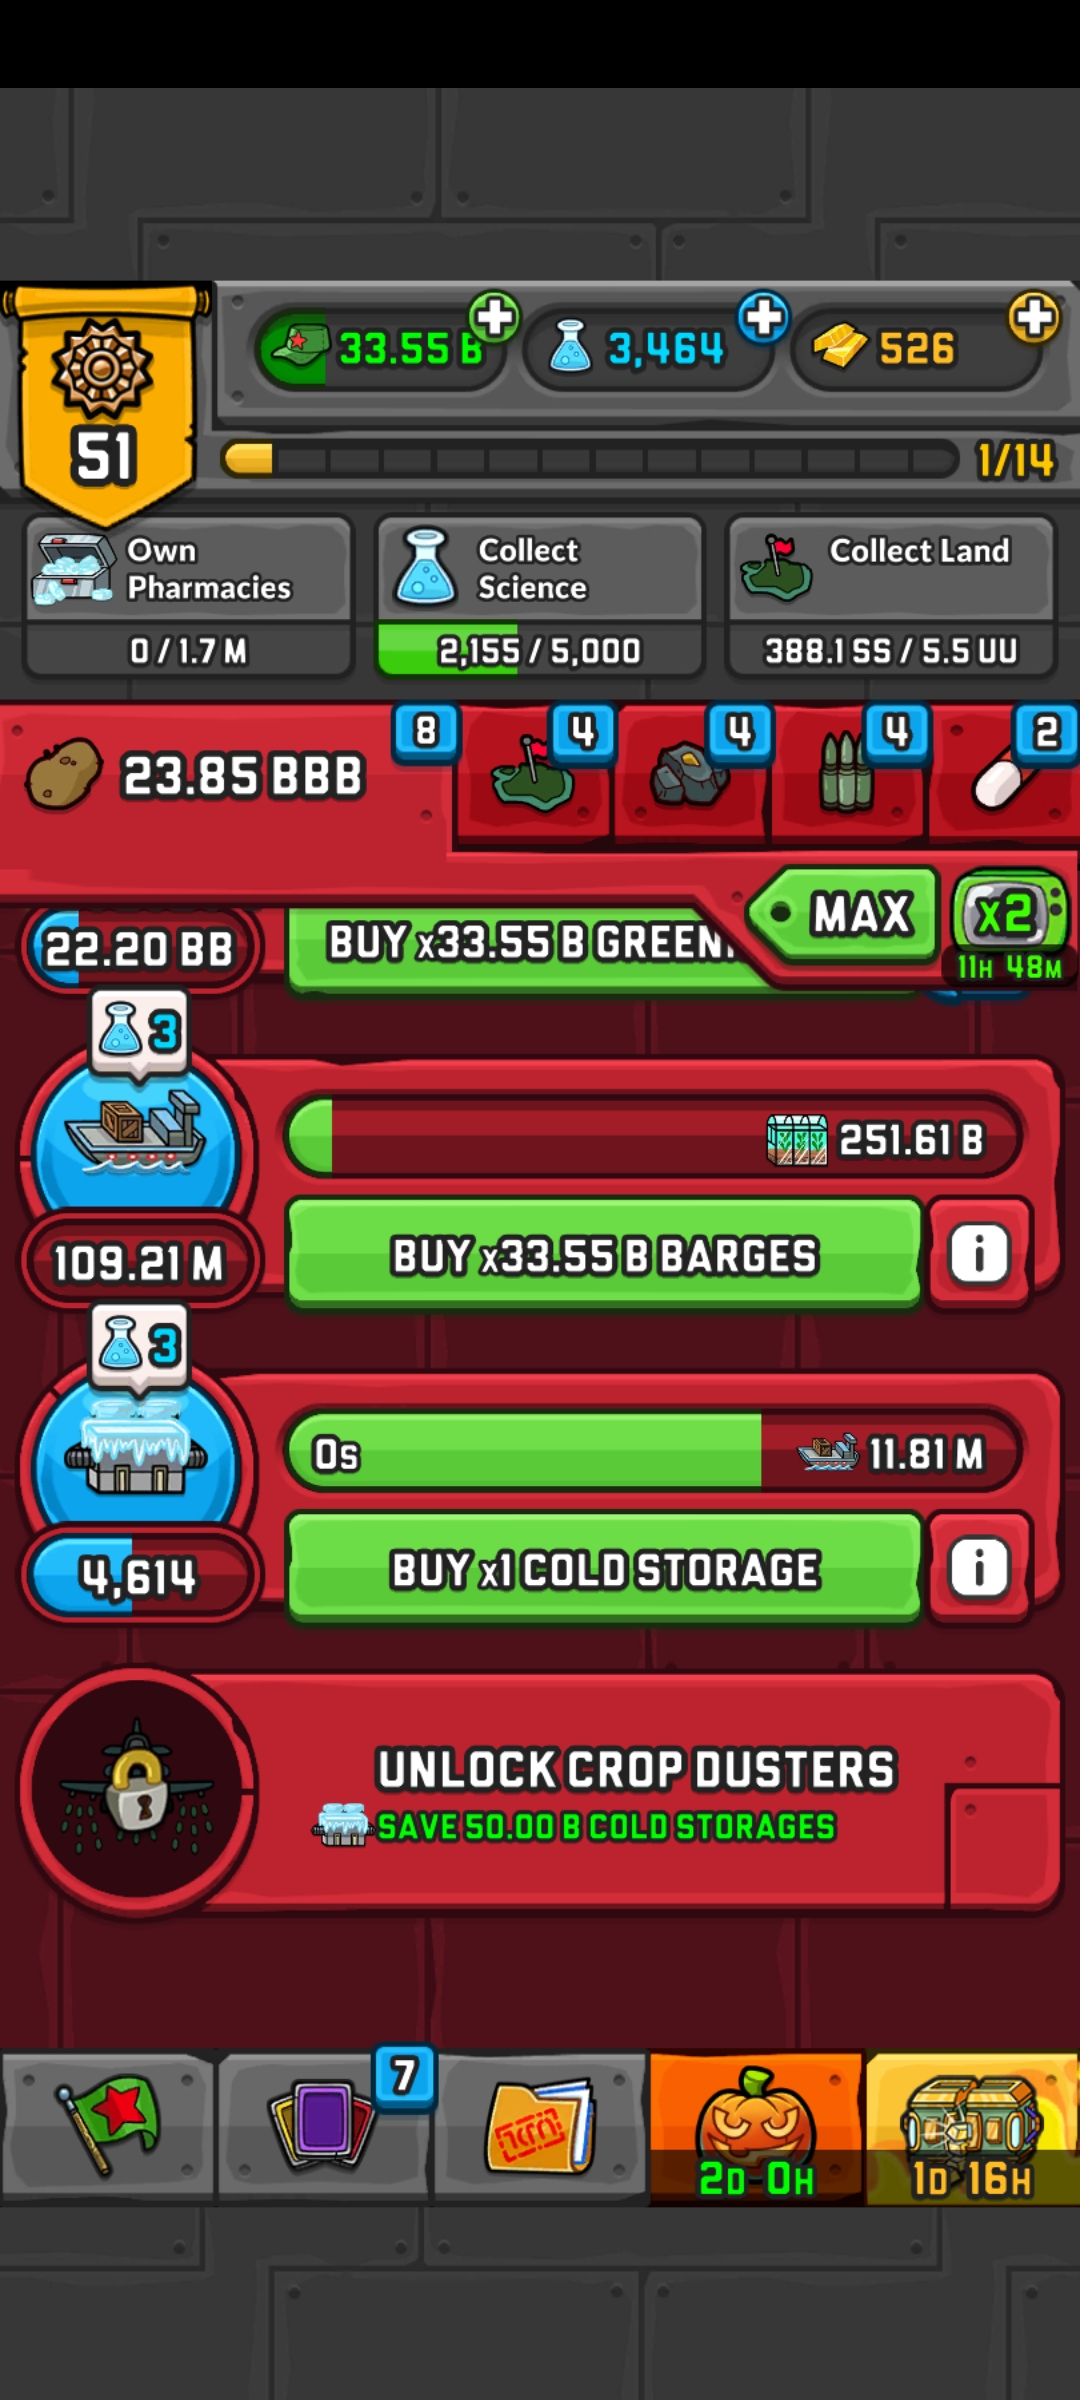 33.55 B
3,464
526
51
1/14
Own
Pharmacies
0 / 1.7 M
Collect
Science
2,155 / 5,000
Collect Land
388.1 SS / 5.5 UU
23.85 BBB
8
4
4
4
2
MAX
x2
11H 48M
22.20 BB
BUY x33.55 B
3
251.61 B
109.21 M
BUY x33.55 B BARGES
i
3
0s
11.81 M
4,614
BUY x1 COLD STORAGE
i
UNLOCK CROP DUSTERS
SAVE 50.00 B COLD STORAGES
7
2D 0H
1D 16H